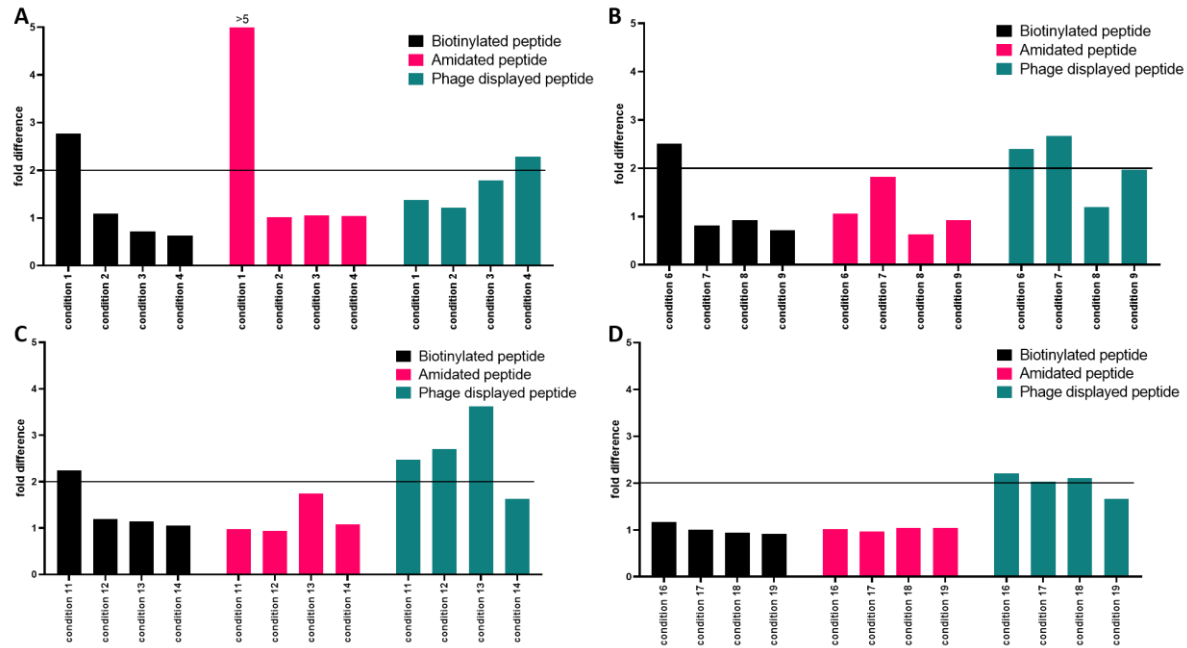 A
>5
Biotinylated peptide
Amidated peptide
Phage displayed peptide
fold difference
5
4
3
2
1
0
condition 1
condition 2
condition 3
condition 4
condition 1
condition 2
condition 3
condition 4
condition 1
condition 2
condition 3
condition 4
B
Biotinylated peptide
Amidated peptide
Phage displayed peptide
fold difference
5
4
3
2
1
0
condition 6
condition 7
condition 8
condition 9
condition 6
condition 7
condition 8
condition 9
condition 6
condition 7
condition 8
condition 9
C
Biotinylated peptide
Amidated peptide
Phage displayed peptide
fold difference
5
4
3
2
1
0
condition 11
condition 12
condition 13
condition 14
condition 11
condition 12
condition 13
condition 14
condition 11
condition 12
condition 13
condition 14
D
Biotinylated peptide
Amidated peptide
Phage displayed peptide
fold difference
5
4
3
2
1
0
condition 16
condition 17
condition 18
condition 19
condition 16
condition 17
condition 18
condition 19
condition 16
condition 17
condition 18
condition 19